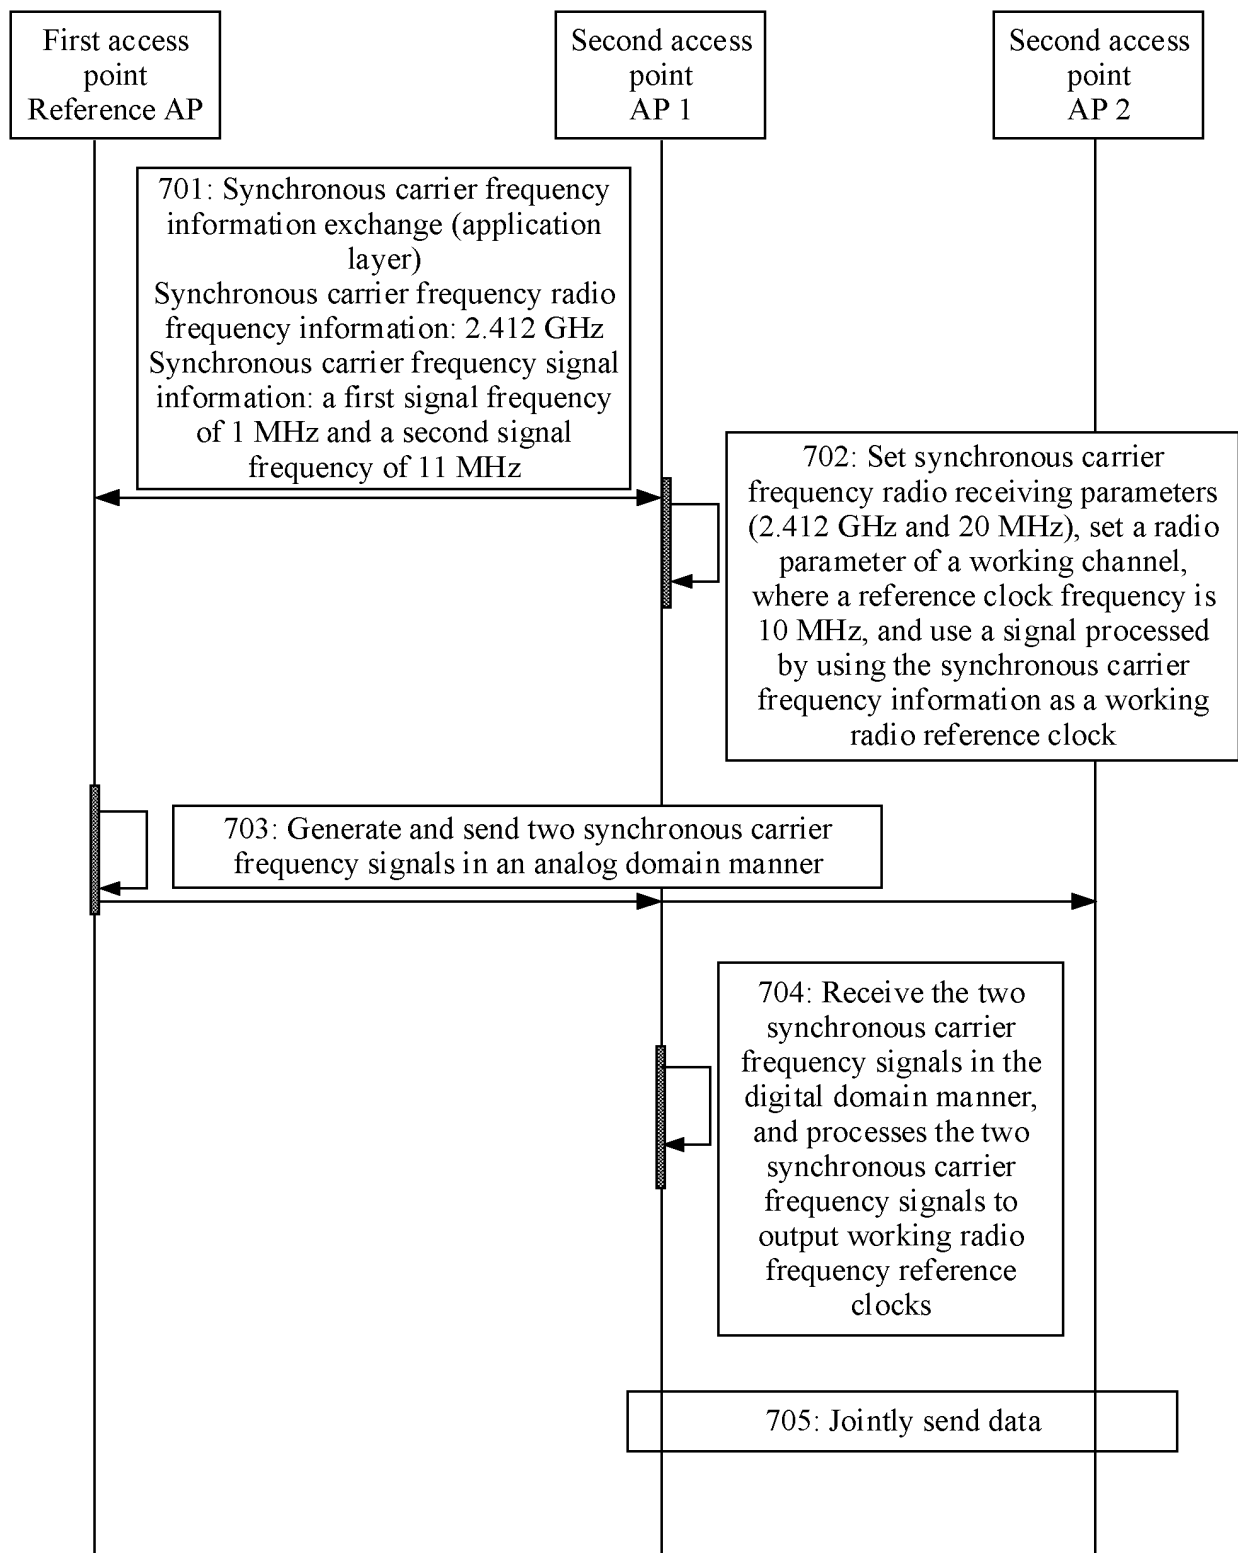 First access
point
Reference AP
Second access
point
AP 1
Second access
point
AP 2
701: Synchronous carrier frequency
information exchange (application
layer)
Synchronous carrier frequency radio
frequency information: 2.412 GHz
Synchronous carrier frequency signal
information: a first signal frequency
of 1 MHz and a second signal
frequency of 11 MHz
702: Set synchronous carrier
frequency radio receiving parameters
(2.412 GHz and 20 MHz), set a radio
parameter of a working channel,
where a reference clock frequency is
10 MHz, and use a signal processed
by using the synchronous carrier
frequency information as a working
radio reference clock
703: Generate and send two synchronous carrier
frequency signals in an analog domain manner
704: Receive the two
synchronous carrier
frequency signals in the
digital domain manner,
and processes the two
synchronous carrier
frequency signals to
output working radio
frequency reference
clocks
705: Jointly send data